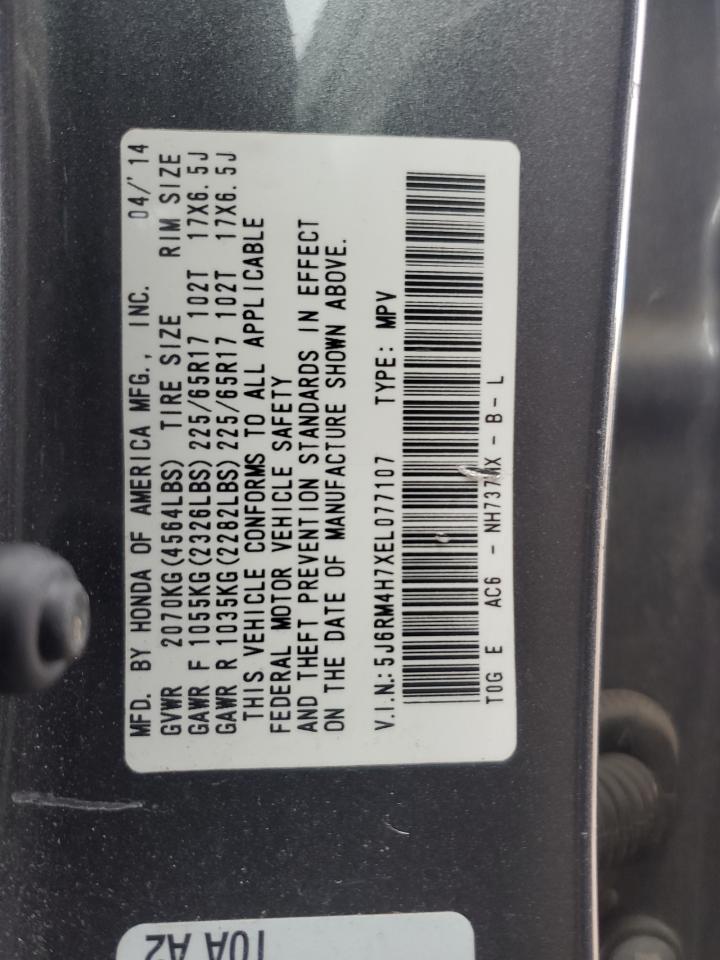 MFD. BY HONDA OF AMERICA MFG., INC. 04/'14
GVWR 2070KG(4564LBS) TIRE SIZE RIM SIZE
GAWR F 1055KG(2326LBS) 225/65R17 102T 17X6.5J
GAWR R 1035KG(2282LBS) 225/65R17 102T 17X6.5J
THIS VEHICLE CONFORMS TO ALL APPLICABLE
FEDERAL MOTOR VEHICLE SAFETY
AND THEFT PREVENTION STANDARDS IN EFFECT
ON THE DATE OF MANUFACTURE SHOWN ABOVE.
V.I.N.: 5J6RM4H7XEL077107 TYPE: MPV
T0G E AC6 - - B - L
T0A A2